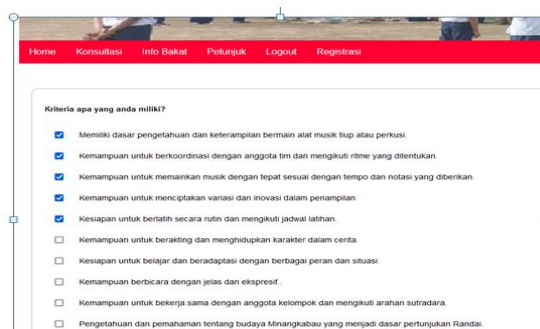 Home Konsultasi Info Bakat Petunjuk Logout Registrasi
Kriteria apa yang anda miliki?
Memiliki dasar pengetahuan dan keterampilan bermain alat musik tiup atau perkusi.
Kemampuan untuk berkoordinasi dengan anggota tim dan mengikuti ritme yang ditentukan.
Kemampuan untuk memainkan musik dengan tepat sesuai dengan tempo dan notasi yang diberikan.
Kemampuan untuk menciptakan variasi dan inovasi dalam penampilan
Kesiapan untuk berlatih secara rutin dan mengikuti jadwal latihan.
Kemampuan untuk berakting dan menghidupkan karakter dalam cerita.
Kesiapan untuk belajar dan beradaptasi dengan berbagai peran dan situasi.
Kemampuan berbicara dengan jelas dan ekspresif..
Kemampuan untuk bekerja sama dengan anggota kelompok dan mengikuti arahan sutradara.
Pengetahuan dan pemahaman tentang budaya Minangkabau yang menjadi dasar pertunjukan Randai.